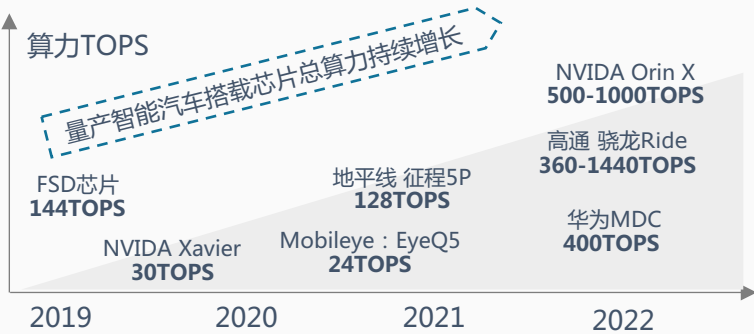 算力TOPS
量产智能汽车搭载芯片总算力持续增长
NVIDA Orin X
500-1000TOPS
高通 骁龙Ride
360-1440TOPS
地平线 征程5P
128TOPS
FSD芯片
144TOPS
华为MDC
400TOPS
NVIDA Xavier
30TOPS
Mobileye：EyeQ5
24TOPS
2019
2020
2021
2022